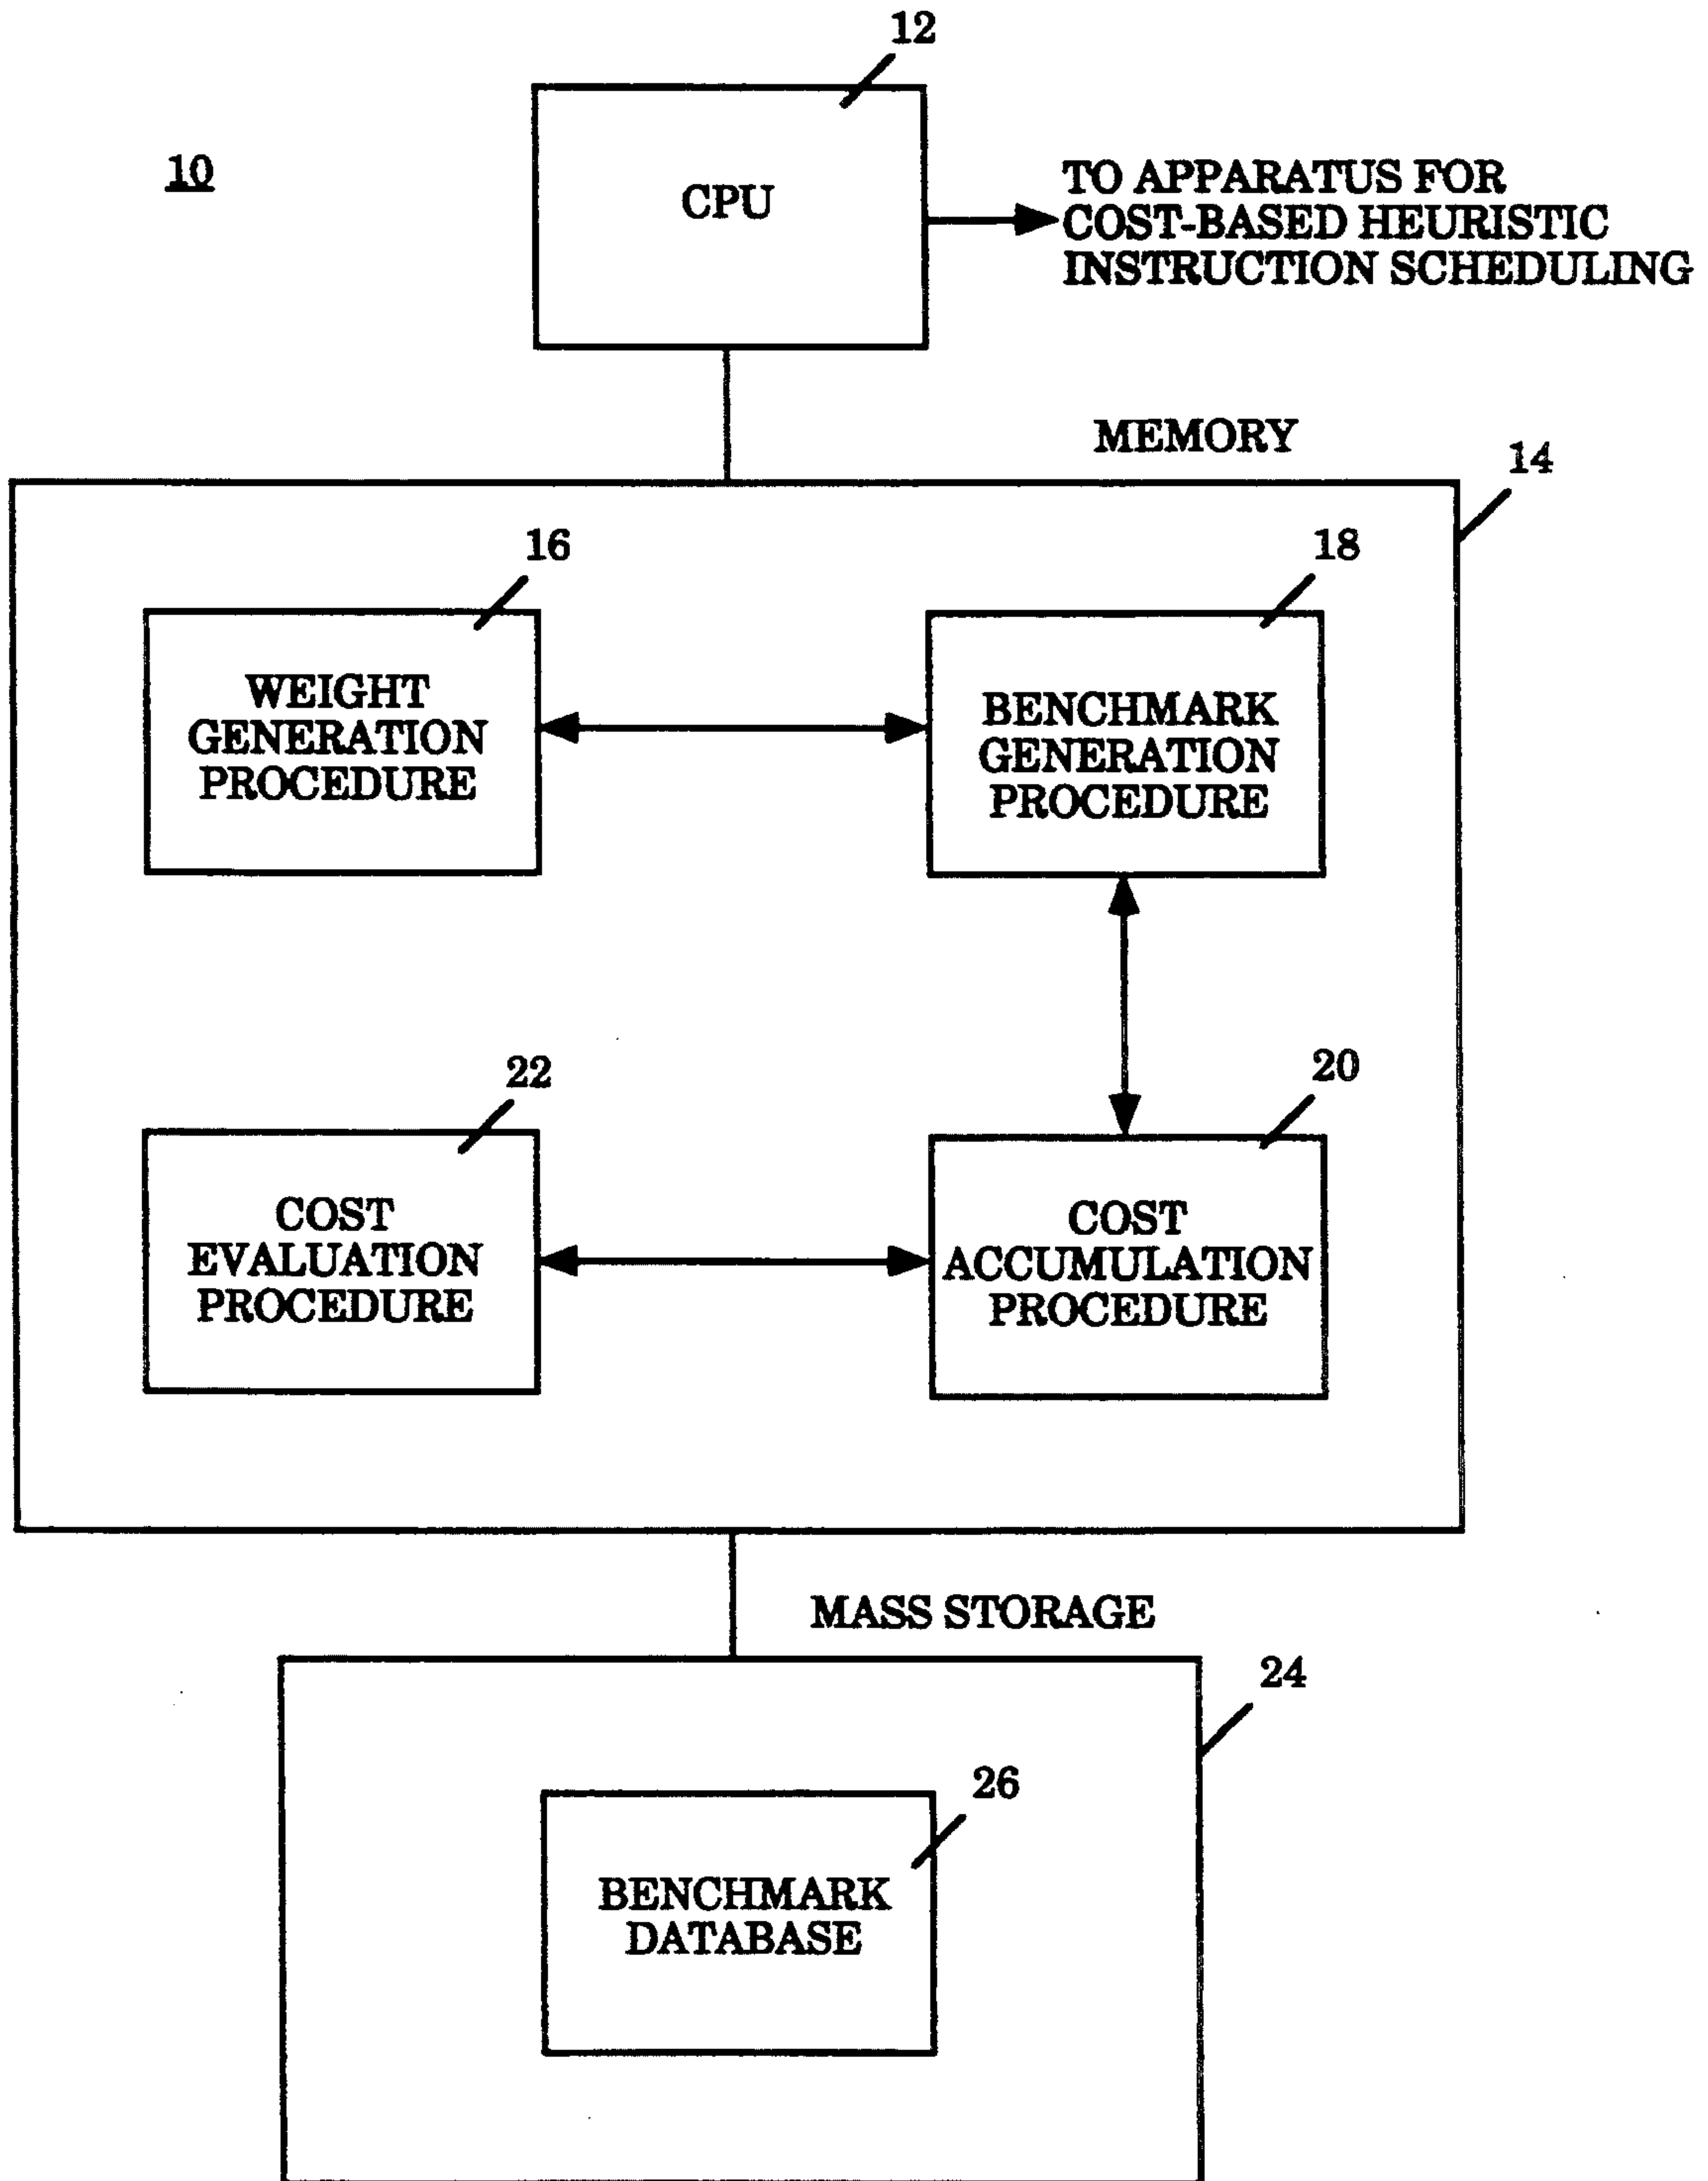 12
10
CPU
TO APPARATUS FOR
COST-BASED HEURISTIC
INSTRUCTION SCHEDULING
MEMORY
14
16
18
WEIGHT
GENERATION
PROCEDURE
BENCHMARK
GENERATION
PROCEDURE
22
20
COST
EVALUATION
PROCEDURE
COST
ACCUMULATION
PROCEDURE
MASS STORAGE
24
26
BENCHMARK
DATABASE